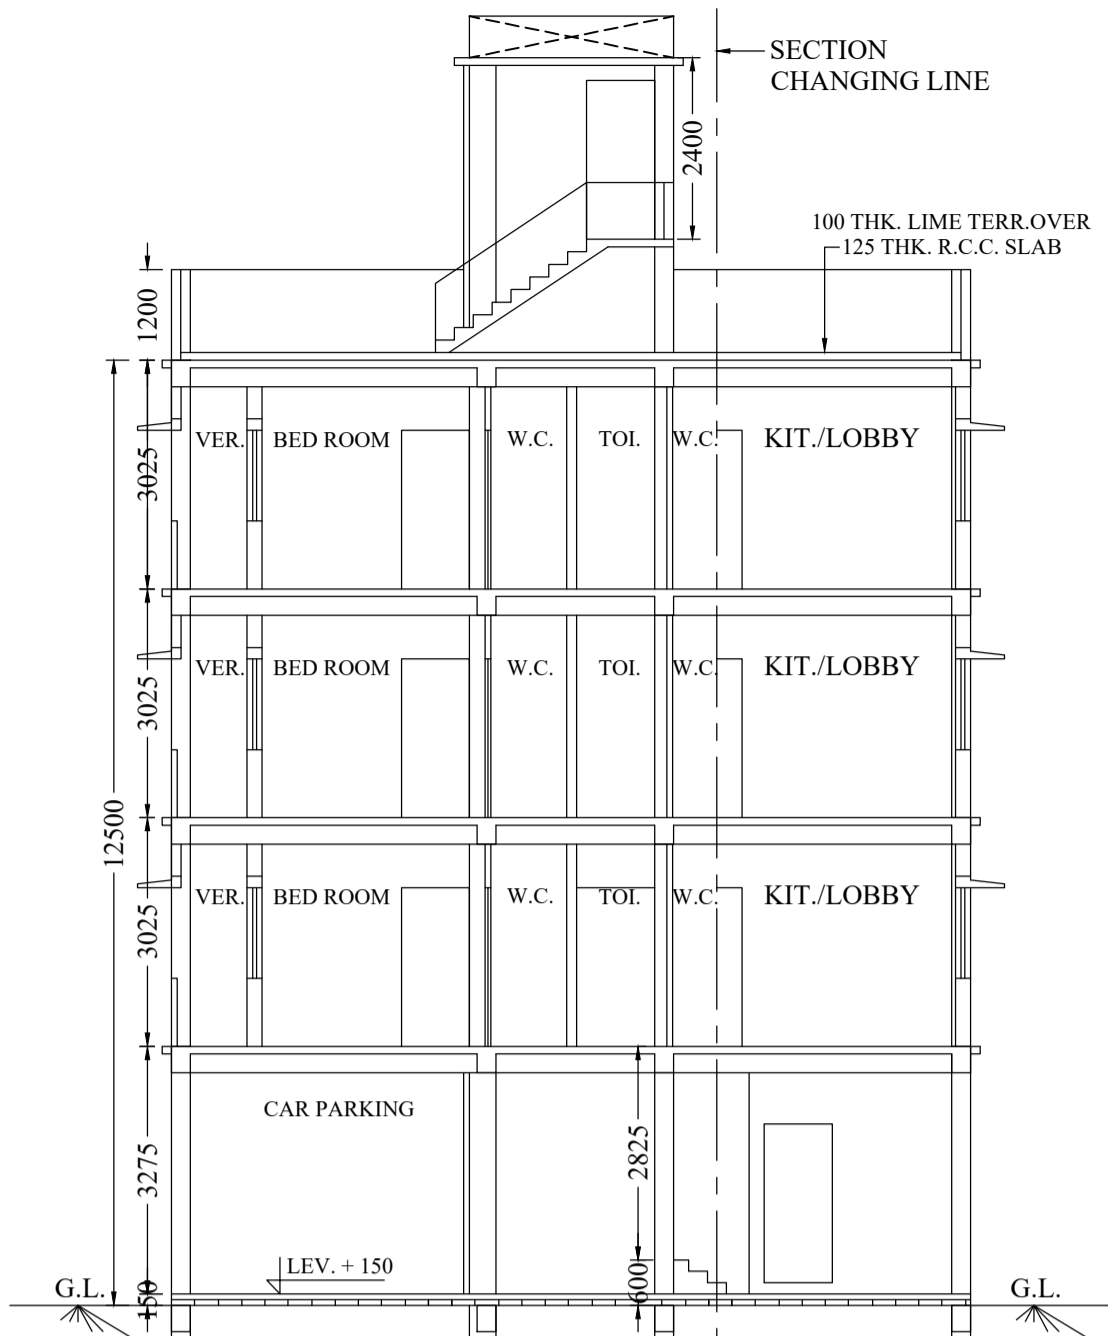 SECTION
CHANGING LINE
2400
100 THK. LIME TERR.OVER
125 THK. R.C.C. SLAB
1200
VER. BED ROOM W.C. TOI. W.C. KIT./LOBBY
3025
VER. BED ROOM W.C. TOI. W.C. KIT./LOBBY
3025
12500
VER. BED ROOM W.C. TOI. W.C. KIT./LOBBY
3025
CAR PARKING
2825
3275
LEV. + 150
600
G.L.
150
G.L.